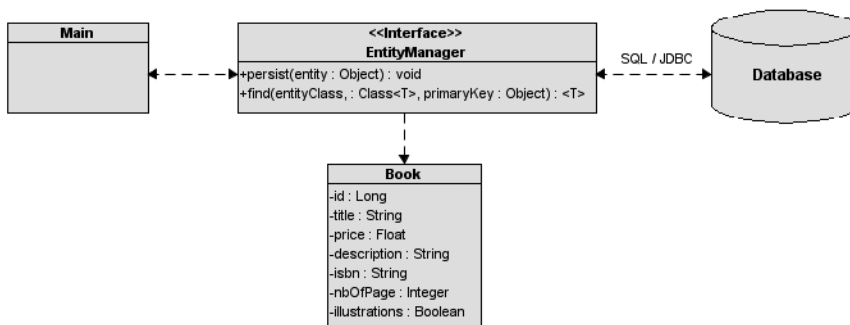 Main
<<Interface>>
EntityManager
+persist(entity : Object) : void
+find(entityClass, : Class<T>, primaryKey : Object) : <T>
SQL / JDBC
Database
Book
-id : Long
-title : String
-price : Float
-description : String
-isbn : String
-nbOfPage : Integer
-illustrations : Boolean